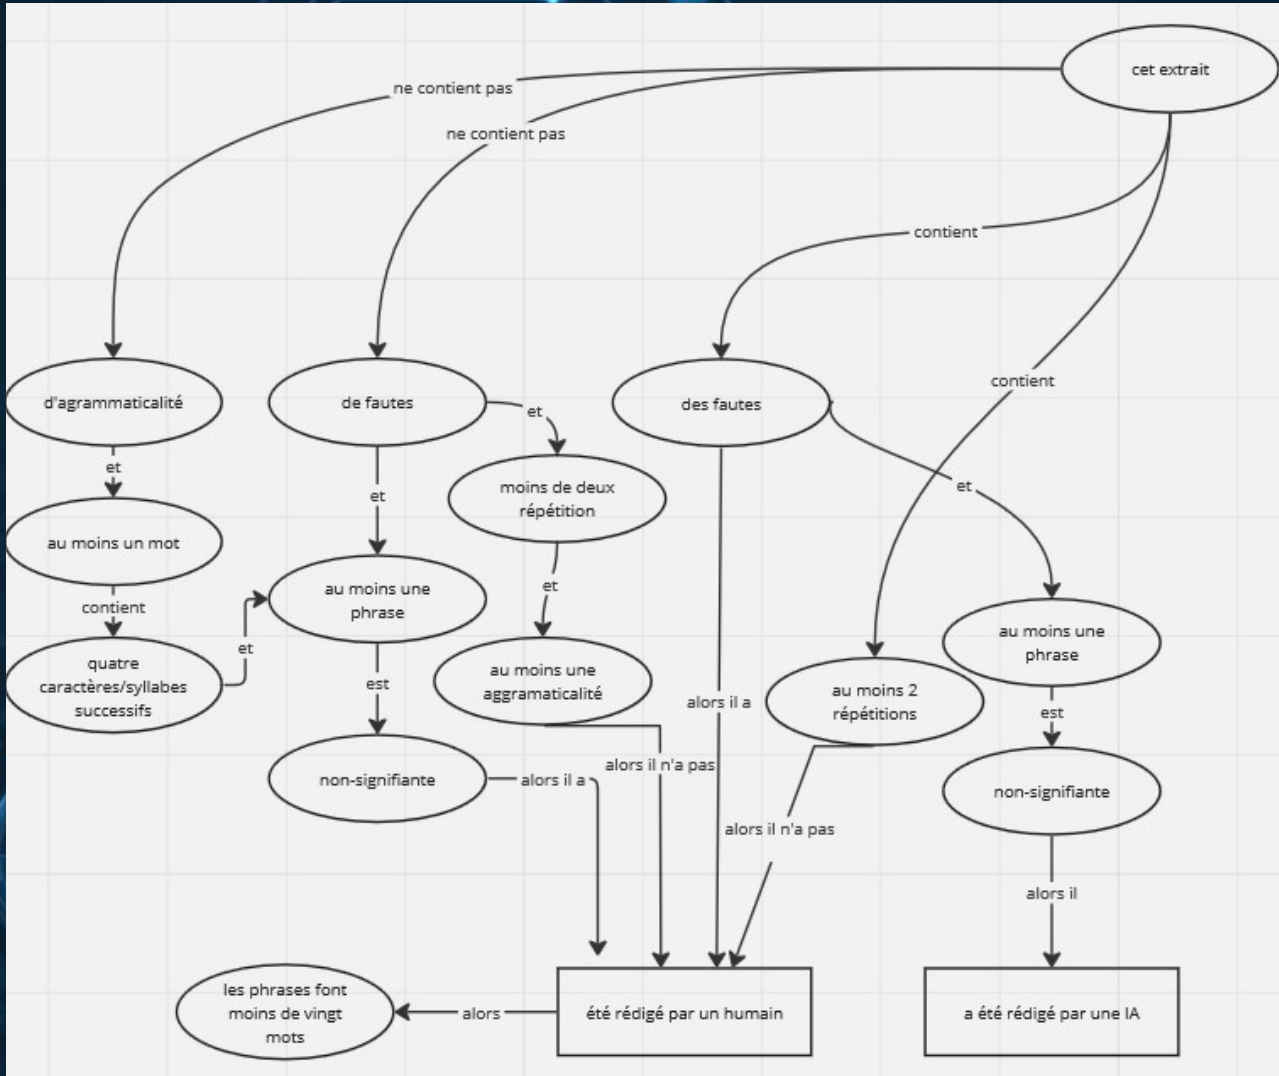 cet extrait
ne contient pas
ne contient pas
contient
contient
d'agrammaticalité
de fautes
et
des fautes
et
au moins un mot
et
moins de deux
répétition
et
contient
quatre
caractères/syllabes
successifs
et
au moins une
phrase
et
au moins une
aggramaticalité
au moins une
phrase
est
au moins 2
répétitions
est
alors il a
alors il n'a pas
non-signifiante
alors il a
non-signifiante
alors il n'a pas
alors il
les phrases font
moins de vingt
mots
alors
été rédigé par un humain
a été rédigé par une IA